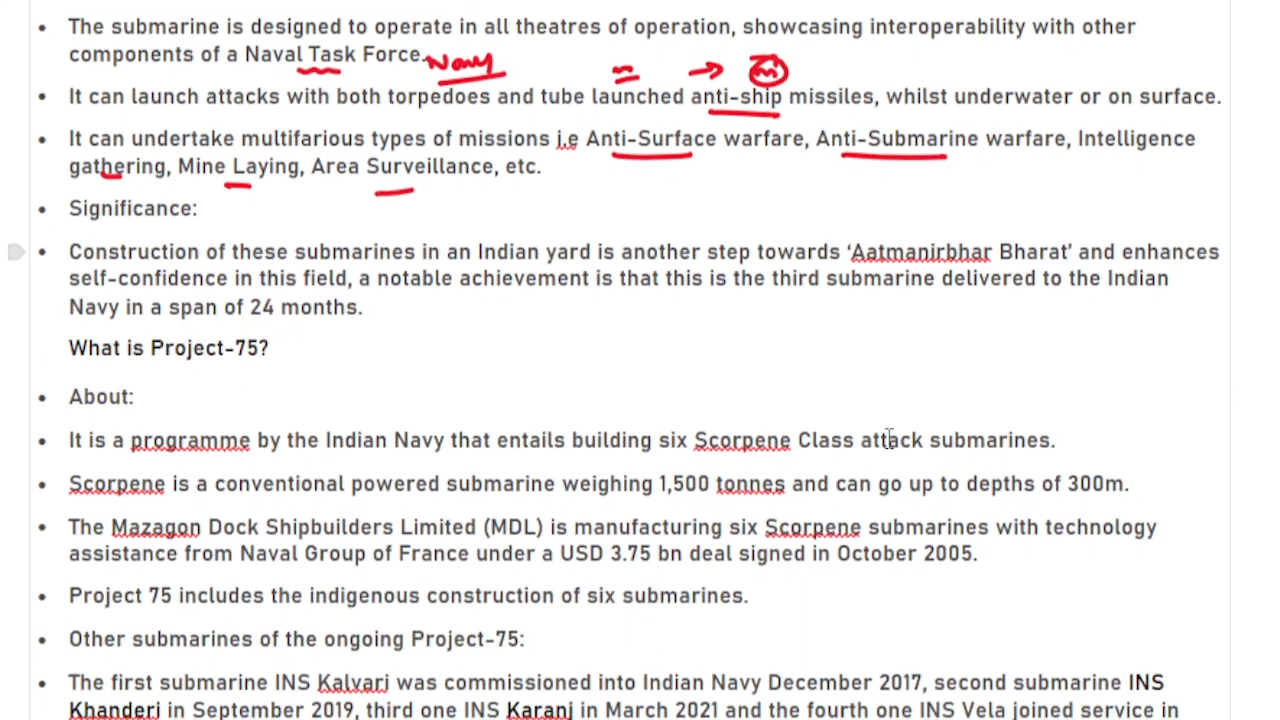 • The submarine is designed to operate in all theatres of operation, showcasing interoperability with other
components of a Naval Task Force.
Navy
• It can launch attacks with both torpedoes and tube launched anti-ship missiles, whilst underwater or on surface.
• It can undertake multifarious types of missions i.e Anti-Surface warfare, Anti-Submarine warfare, Intelligence
gathering, Mine Laying, Area Surveillance, etc.
• Significance:
• Construction of these submarines in an Indian yard is another step towards ‘Aatmanirbhar Bharat’ and enhances
self-confidence in this field, a notable achievement is that this is the third submarine delivered to the Indian
Navy in a span of 24 months.
What is Project-75?
• About:
• It is a programme by the Indian Navy that entails building six Scorpene Class attack submarines.
• Scorpene is a conventional powered submarine weighing 1,500 tonnes and can go up to depths of 300m.
• The Mazagon Dock Shipbuilders Limited (MDL) is manufacturing six Scorpene submarines with technology
assistance from Naval Group of France under a USD 3.75 bn deal signed in October 2005.
• Project 75 includes the indigenous construction of six submarines.
• Other submarines of the ongoing Project-75:
• The first submarine INS Kalvari was commissioned into Indian Navy December 2017, second submarine INS
Khanderi in September 2019, third one INS Karanj in March 2021 and the fourth one INS Vela joined service in